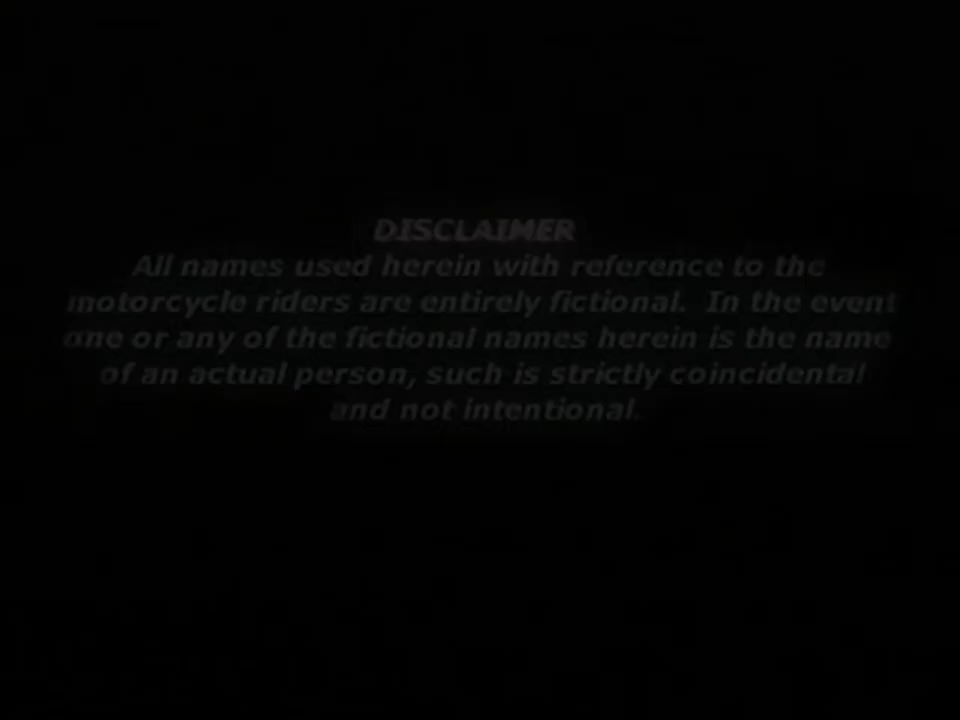 DISCLAIMER
All names used herein with reference to the
motorcycle riders are entirely fictional.  In the event
one or any of the fictional names herein is the name
of an actual person, such is strictly coincidental
and not intentional.